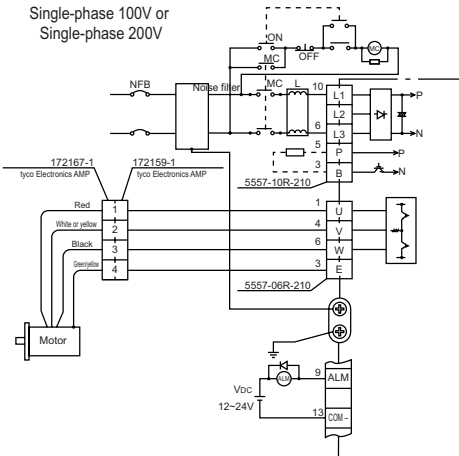 Single-phase 100V or
Single-phase 200V
ON
OFF
MC
MC
NFB
Noise filter
MC
L
10
L1
P
L2
6
L3
N
5
P
P
3
B
N
172167-1
tyco Electronics AMP
172159-1
tyco Electronics AMP
5557-10R-210
Red
1
1
U
White or yellow
2
4
V
Black
3
6
W
Green/yellow
4
3
E
5557-06R-210
Motor
ALM
9
ALM
VDC
12~24V
13
COM –